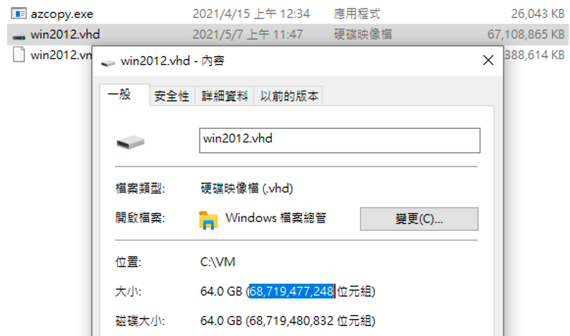 azcopy.exe 2021/4/15 上午 12:34 應用程式 26,043 KB
win2012.vhd 2021/5/7 上午 11:47 硬碟映像檔 67,108,865 KB
win2012.vm 388,614 KB
win2012.vhd - 內容
一般 安全性 詳細資料 以前的版本
win2012.vhd
檔案類型: 硬碟映像檔 (.vhd)
開啟檔案: Windows 檔案總管 變更(C)...
位置: C:\VM
大小: 64.0 GB (68,719,477,248 位元組)
磁碟大小: 64.0 GB (68,719,480,832 位元組)